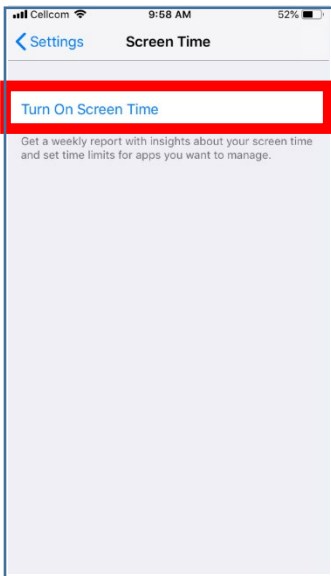 Cellcom 9:58 AM 52%
Settings Screen Time
Turn On Screen Time
Get a weekly report with insights about your screen time
and set time limits for apps you want to manage.